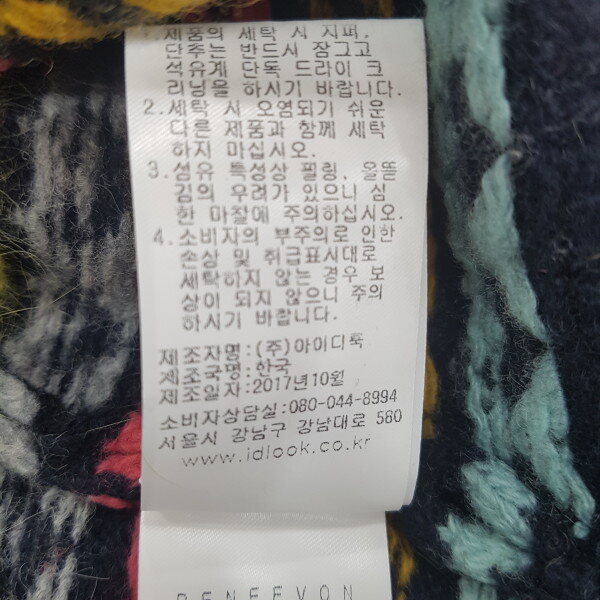 1.제품의 세탁 시 지퍼,
단추는 반드시 잠그고
석유계 단독 드라이 크
리닝을 하시기 바랍니다.
2.세탁 시 오염되기 쉬운
다른 제품과 함께 세탁
하지 마십시오.
3.섬유 특성상 필링, 올뜯
김의 우려가 있으니 심
한 마찰에 주의하십시오.
4.소비자의 부주의로 인한
손상 및 취급표시대로
세탁하지 않는 경우 보
상이 되지 않으니 주의
하시기 바랍니다.
제조자명:(주)아이디룩
제조국명:한국
제조일자:2017년10월
소비자상담실:080-044-8994
서울시 강남구 강남대로 560
www.idlook.co.kr
RENEEVON